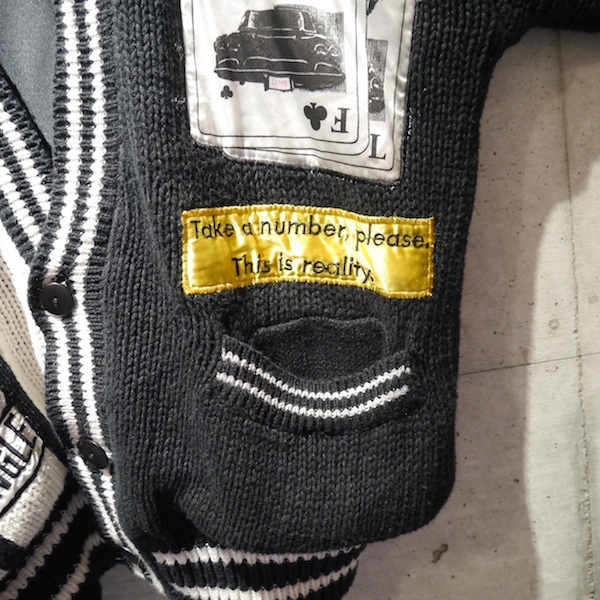 F
T
Take a number, please.
This is reality.